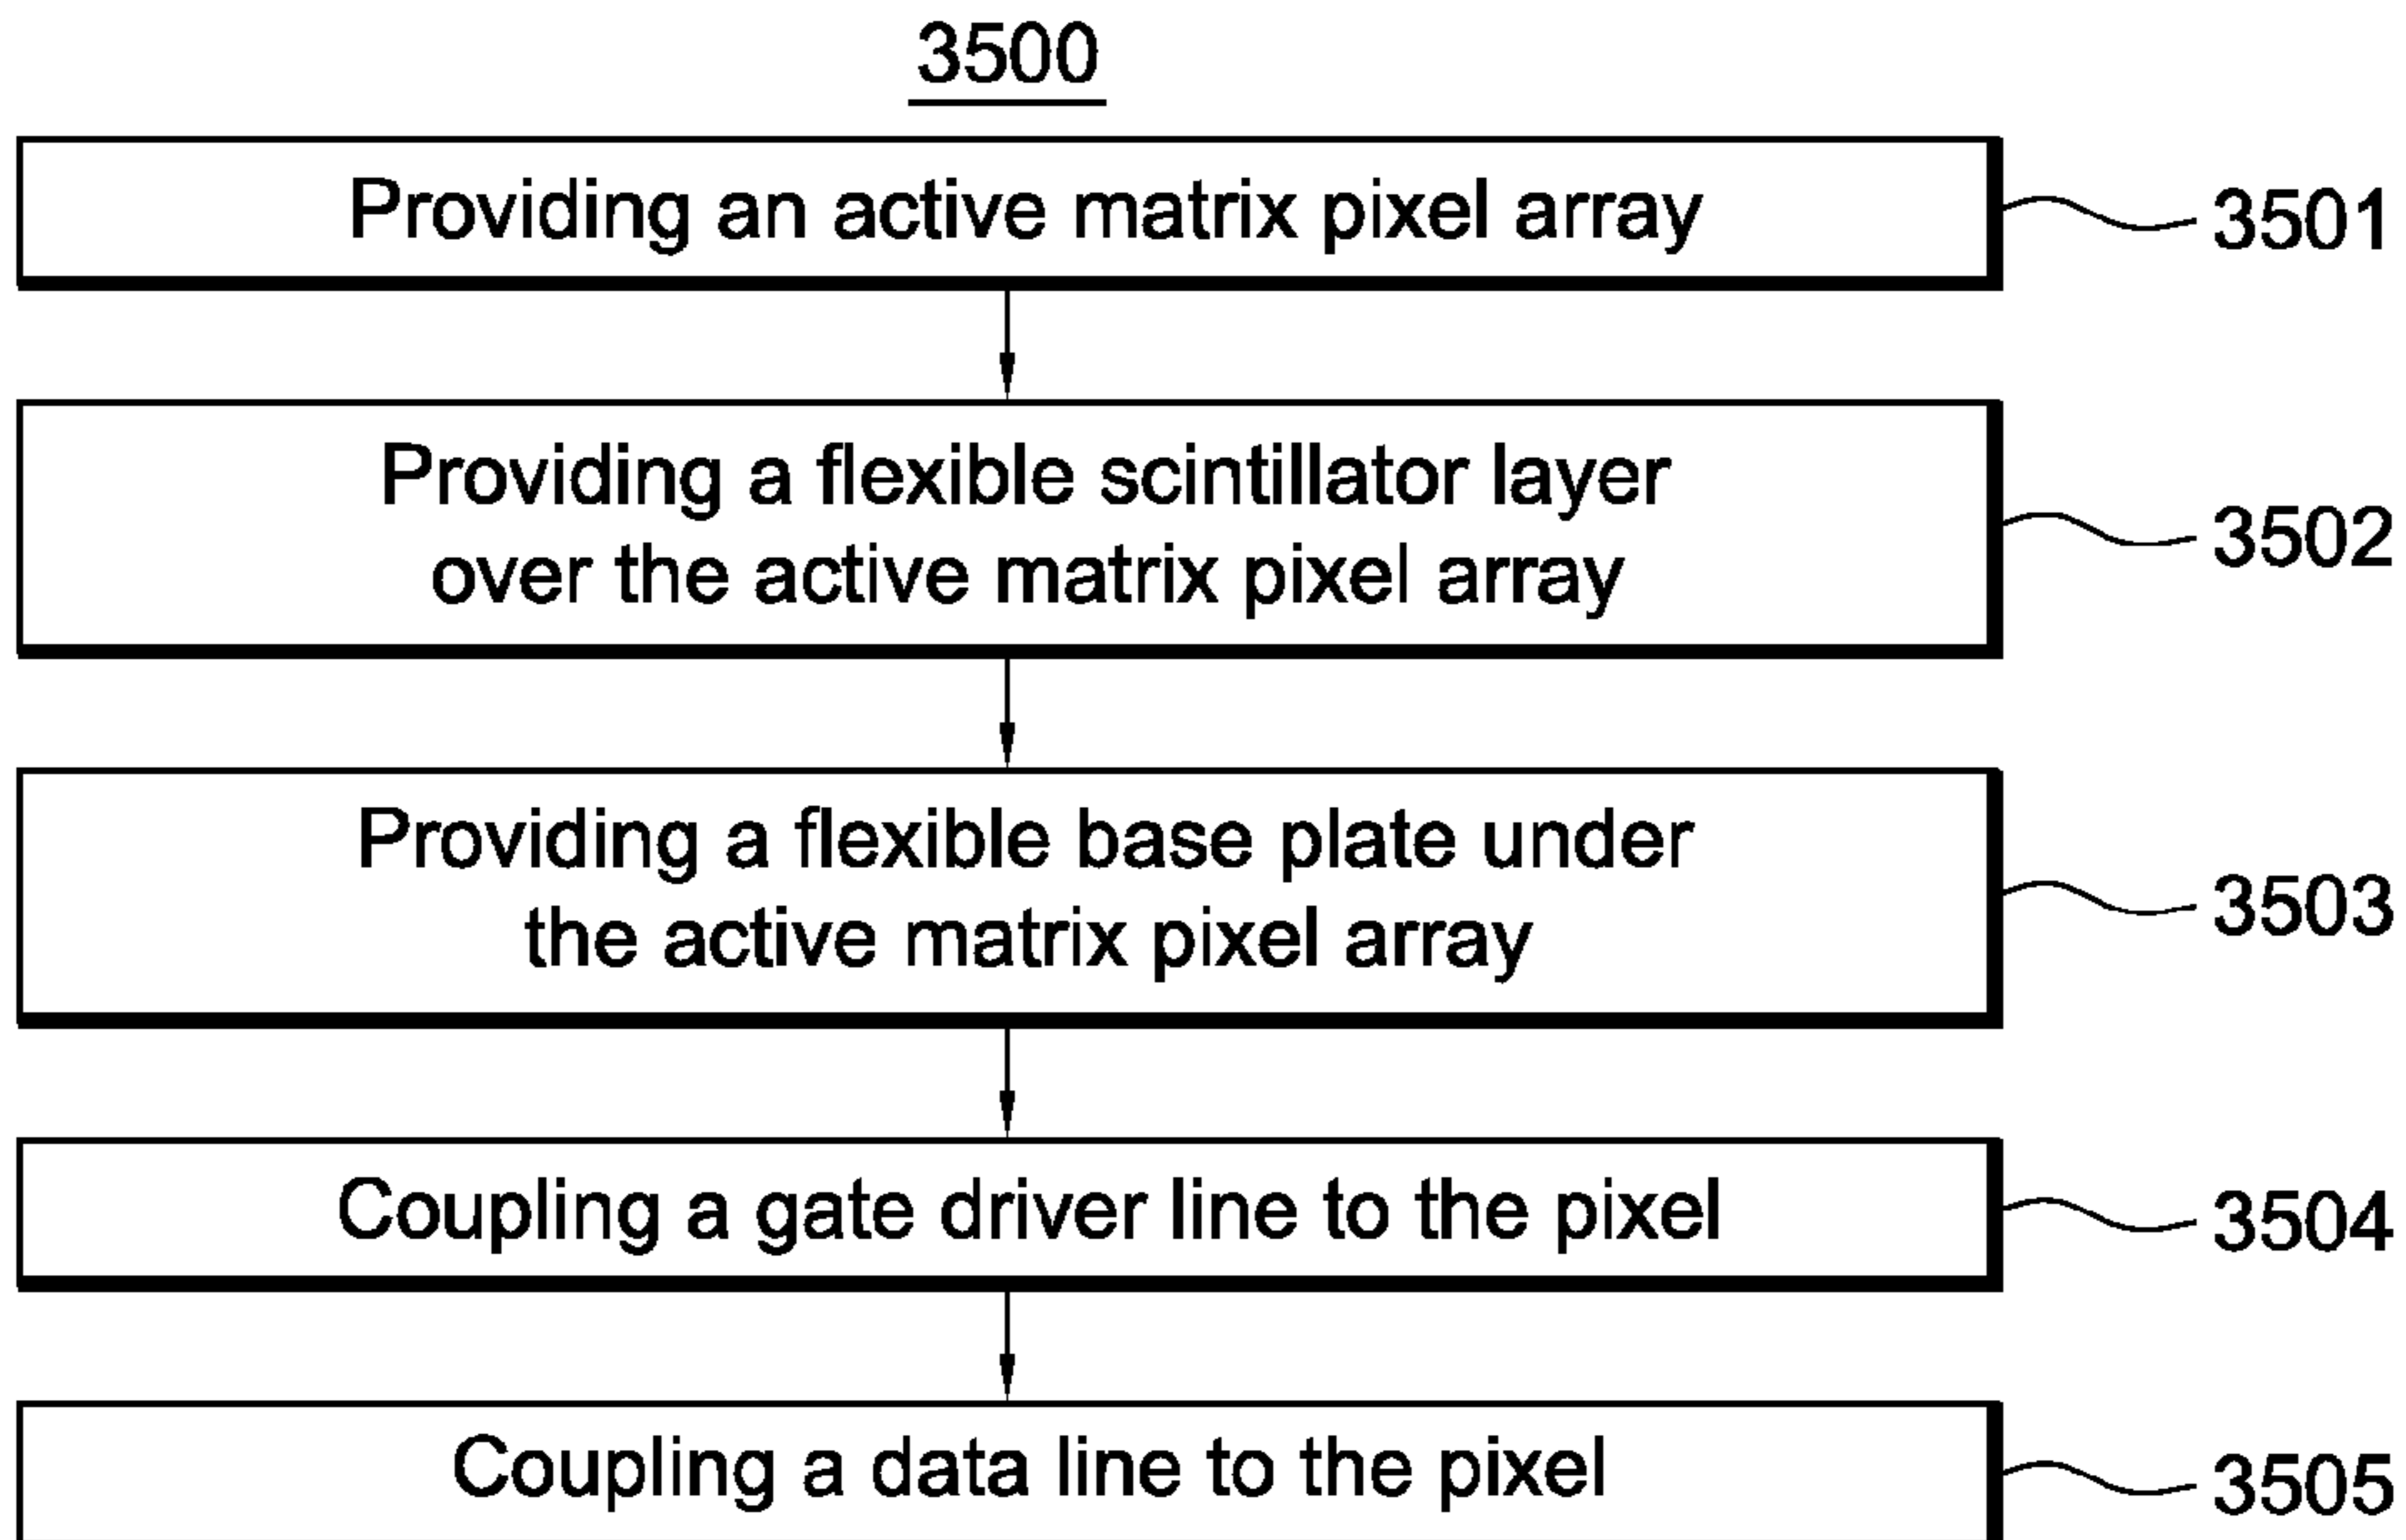 3500
Providing an active matrix pixel array
3501
Providing a flexible scintillator layer
over the active matrix pixel array
3502
Providing a flexible base plate under
the active matrix pixel array
3503
Coupling a gate driver line to the pixel
3504
Coupling a data line to the pixel
3505